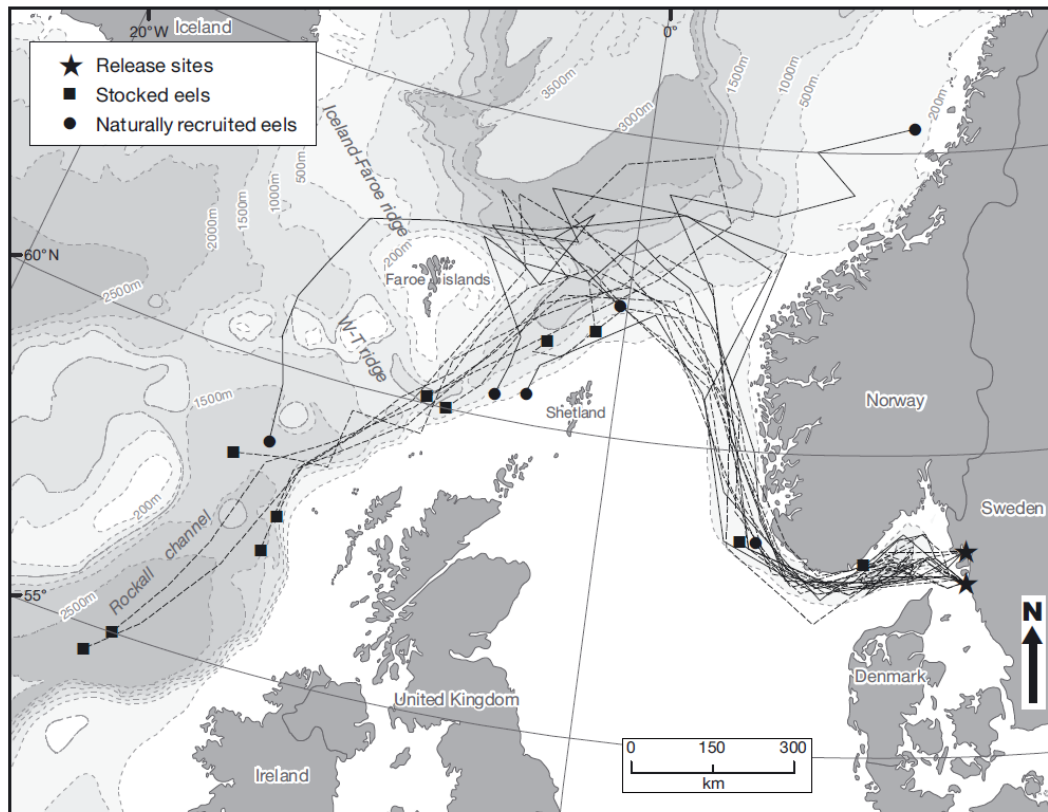 20°W
Iceland
0°
Release sites
Stocked eels
Naturally recruited eels
3500m
3000m
1500m
1000m
500m
200m
Iceland-Faroe ridge
500m
1000m
1500m
2000m
60°N
200m
Faroe islands
2500m
N-T ridge
1500m
Shetland
Norway
200m
Sweden
Rockall channel
55°
2500m
N
United Kingdom
Denmark
Ireland
0 150 300
km